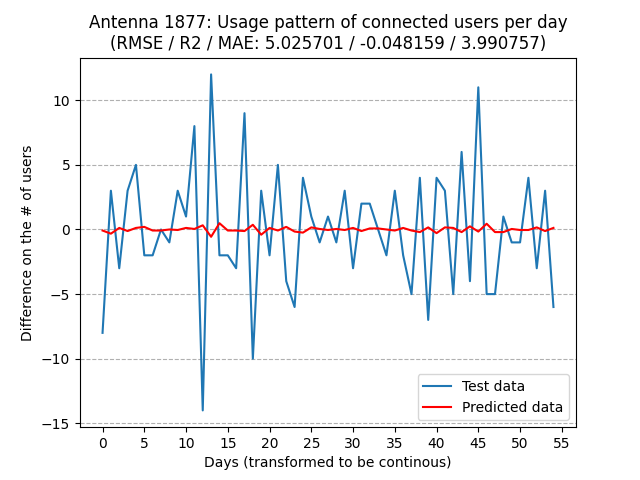 Antenna 1877: Usage pattern of connected users per day
(RMSE / R2 / MAE: 5.025701 / -0.048159 / 3.990757)
Difference on the # of users
10
5
0
−5
−10
−15
Test data
Predicted data
0 5 10 15 20 25 30 35 40 45 50 55
Days (transformed to be continous)